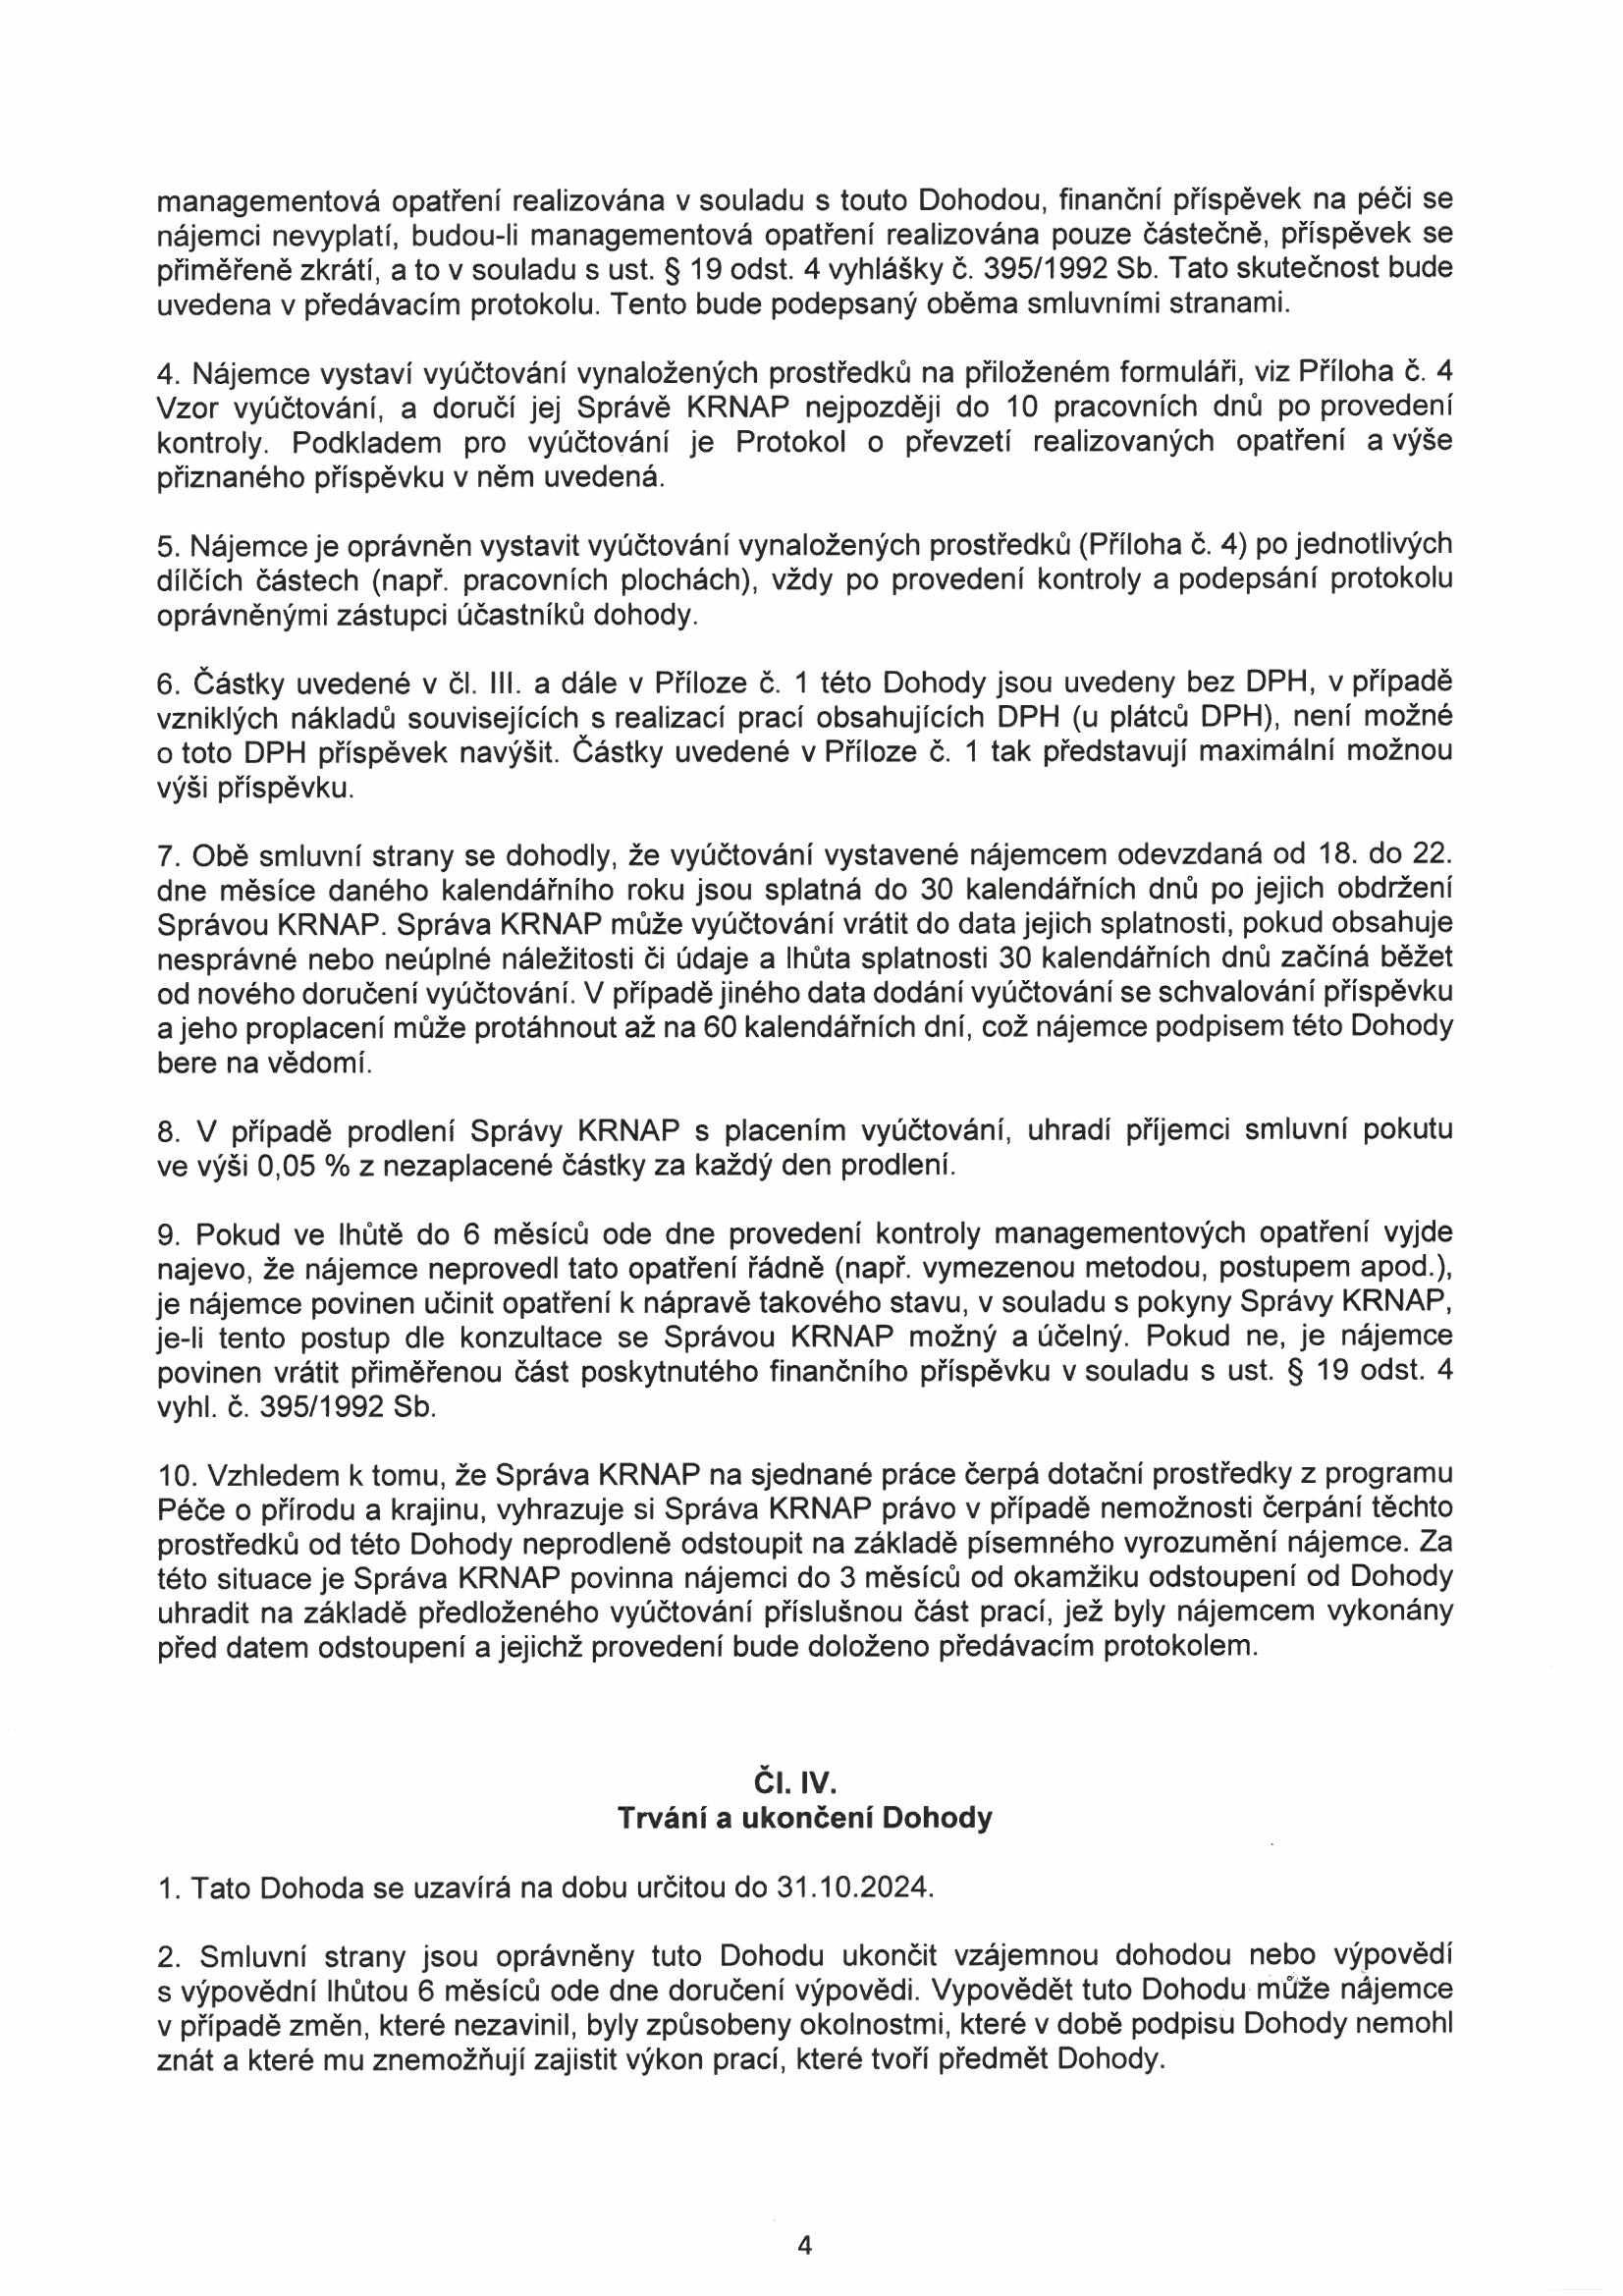 managementová opatření realizována v souladu s touto Dohodou, finanční příspěvek na péči se
nájemci nevyplatí, budou-li managementová opatření realizována pouze částečně, příspěvek se
přiměřeně zkrátí, a to v souladu s ust. § 19 odst. 4 vyhlášky č. 395/1992 Sb. Tato skutečnost bude
uvedena v předávacím protokolu. Tento bude podepsaný oběma smluvními stranami.
4. Nájemce vystaví vyúčtování vynaložených prostředků na přiloženém formuláři, viz Příloha č. 4
Vzor vyúčtování, a doručí jej Správě KRNAP nejpozději do 10 pracovních dnů po provedení
kontroly. Podkladem pro vyúčtování je Protokol o převzetí realizovaných opatření a výše
přiznaného příspěvku v něm uvedená.
5. Nájemce je oprávněn vystavit vyúčtování vynaložených prostředků (Příloha č. 4) po jednotlivých
dílčích částech (např. pracovních plochách), vždy po provedení kontroly a podepsání protokolu
oprávněnými zástupci účastníků dohody.
6. Částky uvedené v čl. III. a dále v Příloze č. 1 této Dohody jsou uvedeny bez DPH, v případě
vzniklých nákladů souvisejících s realizací prací obsahujících DPH (u plátců DPH), není možné
o toto DPH příspěvek navýšit. Částky uvedené v Příloze č. 1 tak představují maximální možnou
výši příspěvku.
7. Obě smluvní strany se dohodly, že vyúčtování vystavené nájemcem odevzdaná od 18. do 22.
dne měsíce daného kalendářního roku jsou splatná do 30 kalendářních dnů po jejich obdržení
Správou KRNAP. Správa KRNAP může vyúčtování vrátit do data jejich splatnosti, pokud obsahuje
nesprávné nebo neúplné náležitosti či údaje a lhůta splatnosti 30 kalendářních dnů začíná běžet
od nového doručení vyúčtování. V případě jiného data dodání vyúčtování se schvalování příspěvku
a jeho proplacení může protáhnout až na 60 kalendářních dní, což nájemce podpisem této Dohody
bere na vědomí.
8. V případě prodlení Správy KRNAP s placením vyúčtování, uhradí příjemci smluvní pokutu
ve výši 0,05 % z nezaplacené částky za každý den prodlení.
9. Pokud ve lhůtě do 6 měsíců ode dne provedení kontroly managementových opatření vyjde
najevo, že nájemce neprovedl tato opatření řádně (např. vymezenou metodou, postupem apod.),
je nájemce povinen učinit opatření k nápravě takového stavu, v souladu s pokyny Správy KRNAP,
je-li tento postup dle konzultace se Správou KRNAP možný a účelný. Pokud ne, je nájemce
povinen vrátit přiměřenou část poskytnutého finančního příspěvku v souladu s ust. § 19 odst. 4
vyhl. č. 395/1992 Sb.
10. Vzhledem k tomu, že Správa KRNAP na sjednané práce čerpá dotační prostředky z programu
Péče o přírodu a krajinu, vyhrazuje si Správa KRNAP právo v případě nemožnosti čerpání těchto
prostředků od této Dohody neprodleně odstoupit na základě písemného vyrozumění nájemce. Za
této situace je Správa KRNAP povinna nájemci do 3 měsíců od okamžiku odstoupení od Dohody
uhradit na základě předloženého vyúčtování příslušnou část prací, jež byly nájemcem vykonány
před datem odstoupení a jejichž provedení bude doloženo předávacím protokolem.
Čl. IV.
Trvání a ukončení Dohody
1. Tato Dohoda se uzavírá na dobu určitou do 31.10.2024.
2. Smluvní strany jsou oprávněny tuto Dohodu ukončit vzájemnou dohodou nebo výpovědí
s výpovědní lhůtou 6 měsíců ode dne doručení výpovědi. Vypovědět tuto Dohodu může nájemce
v případě změn, které nezavinil, byly způsobeny okolnostmi, které v době podpisu Dohody nemohl
znát a které mu znemožňují zajistit výkon prací, které tvoří předmět Dohody.
4